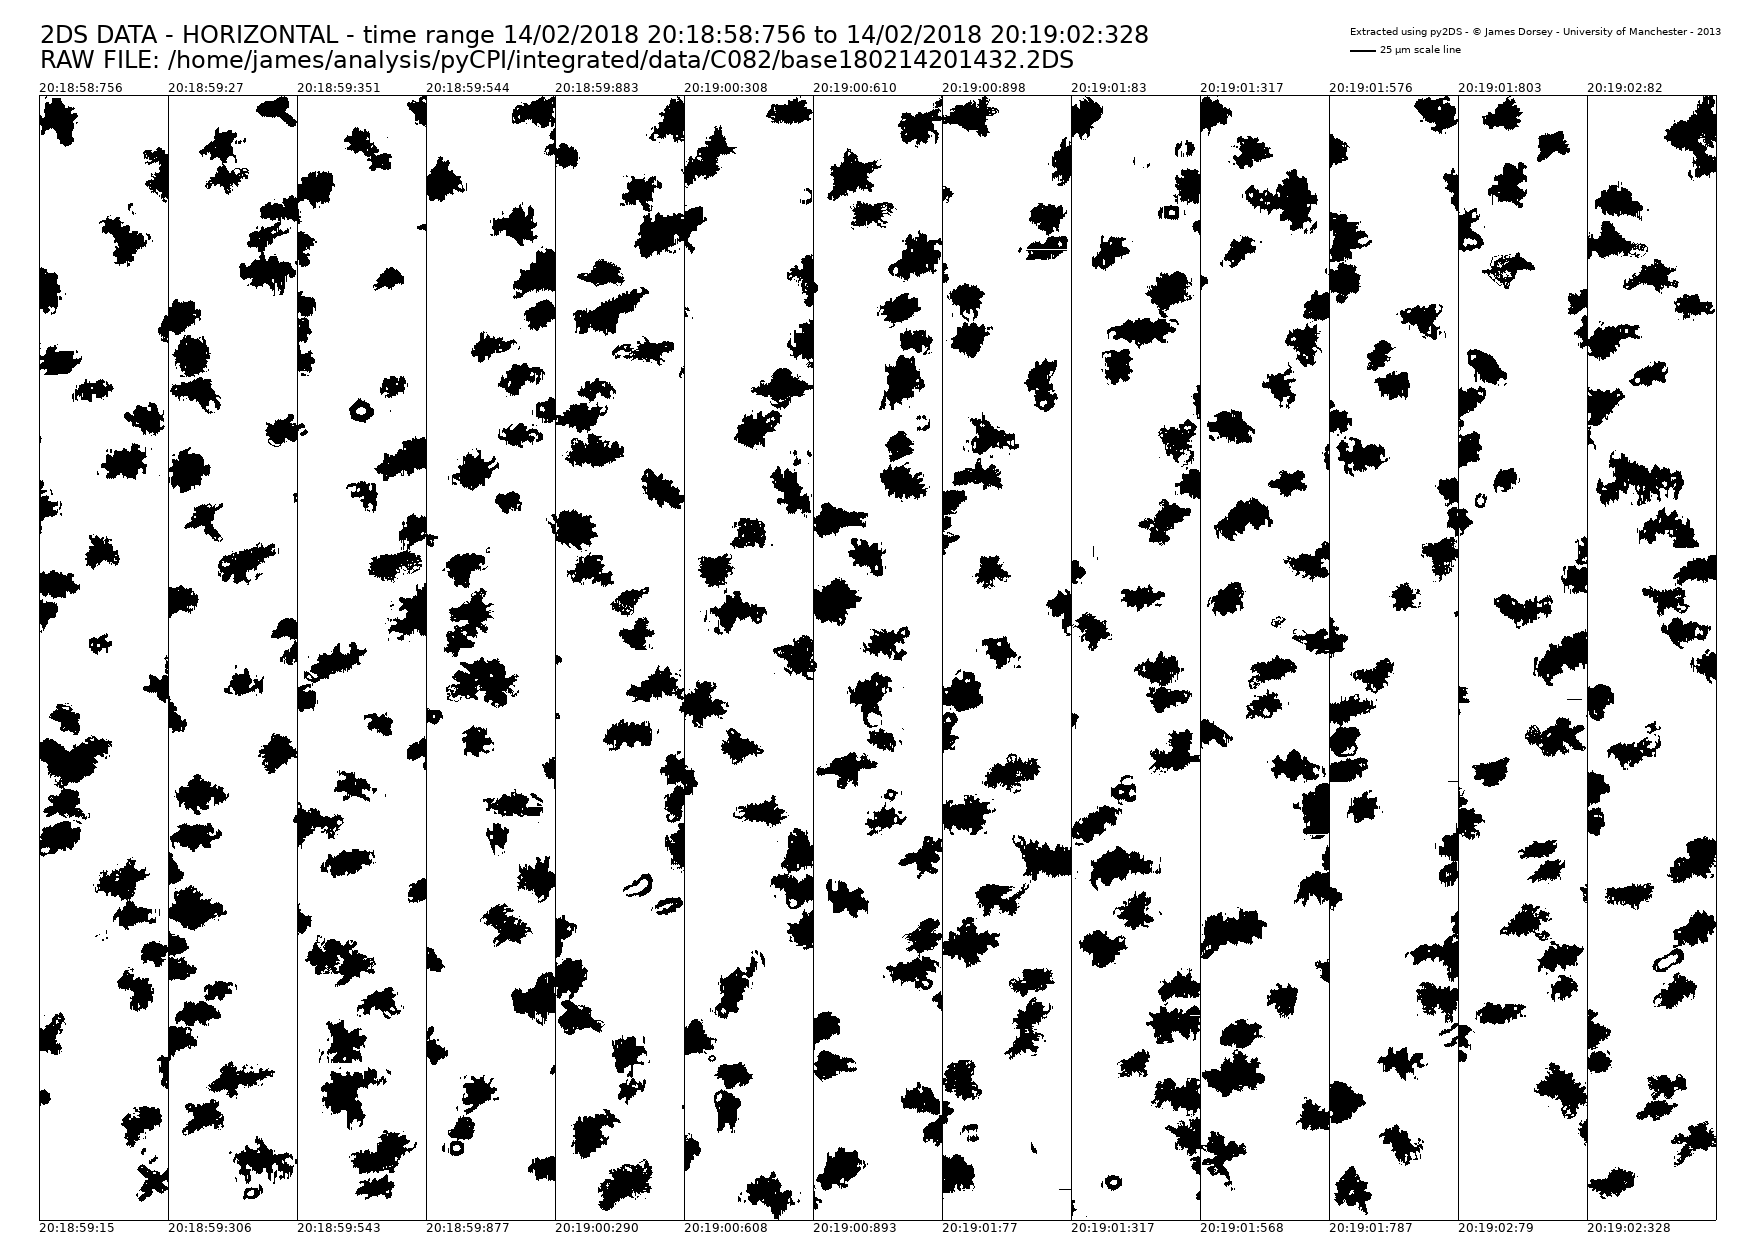 2DS DATA - HORIZONTAL - time range 14/02/2018 20:18:58:756 to 14/02/2018 20:19:02:328
RAW FILE: /home/james/analysis/pyCPI/integrated/data/C082/base180214201432.2DS
Extracted using py2DS - © James Dorsey - University of Manchester - 2013
25 µm scale line
20:18:58:756 20:18:59:27 20:18:59:351 20:18:59:544 20:18:59:883 20:19:00:308 20:19:00:610 20:19:00:898 20:19:01:83 20:19:01:317 20:19:01:576 20:19:01:803 20:19:02:82
20:18:59:15 20:18:59:306 20:18:59:543 20:18:59:877 20:19:00:290 20:19:00:608 20:19:00:893 20:19:01:77 20:19:01:317 20:19:01:568 20:19:01:787 20:19:02:79 20:19:02:328